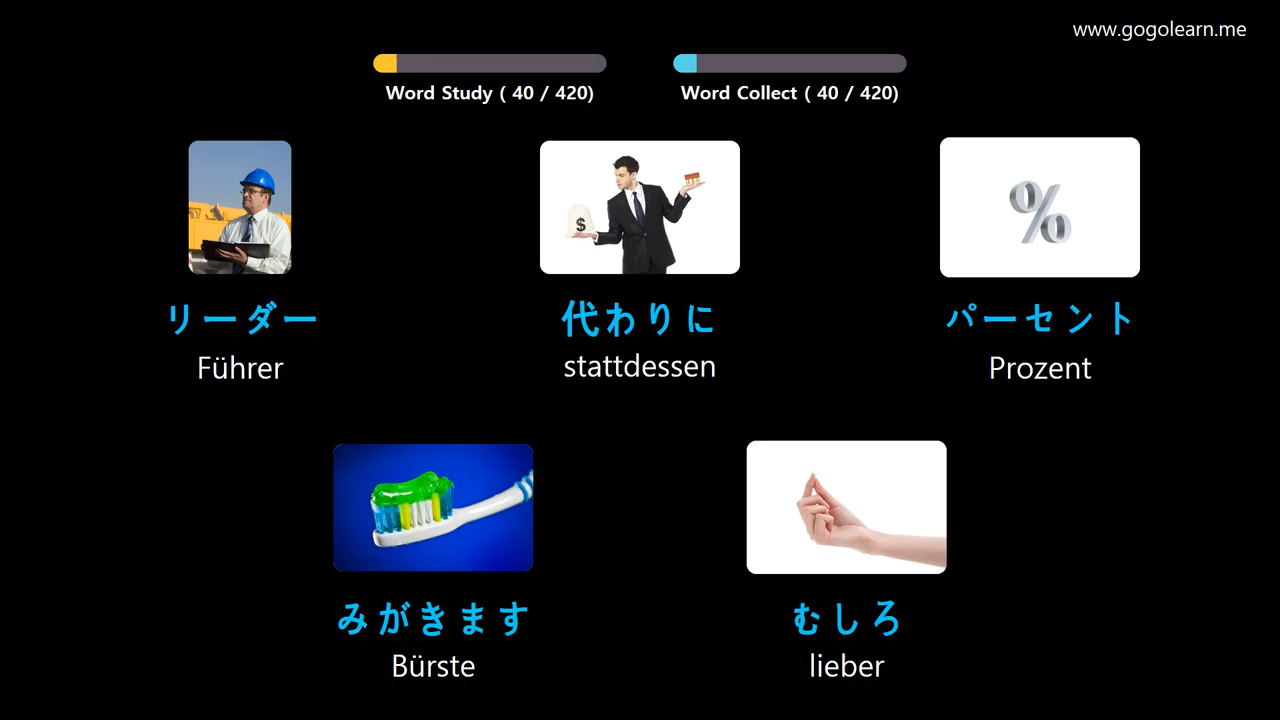 www.gogolearn.me
Word Study ( 40 / 420)
Word Collect ( 40 / 420)
%
$
リーダー
代わりに
パーセント
Führer
stattdessen
Prozent
みがきます
むしろ
Bürste
lieber